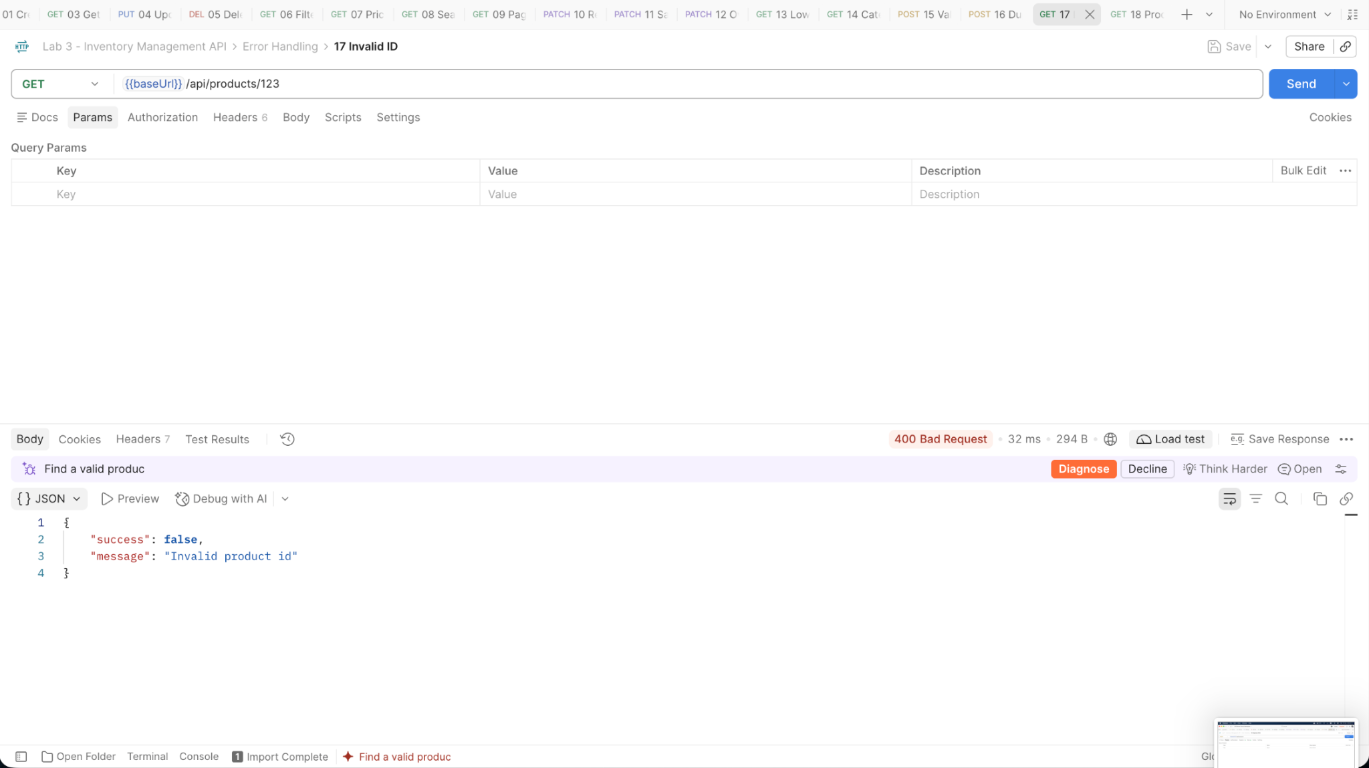 01 Cr GET 03 Get PUT 04 Up DEL 05 Del GET 06 Filt GET 07 Pric GET 08 Sea GET 09 Pag PATCH 10 R PATCH 11 Sa PATCH 12 GET 13 Low GET 14 Cat POST 15 Va POST 16 Du GET 17 GET 18 Pro No Environment
HTTP Lab 3 - Inventory Management API > Error Handling > 17 Invalid ID Save Share
GET {{baseUrl}} /api/products/123 Send
Docs Params Authorization Headers 6 Body Scripts Settings Cookies
Query Params
Key Value Description Bulk Edit
Key Value Description
Body Cookies Headers 7 Test Results 400 Bad Request • 32 ms • 294 B • Load test e.g. Save Response
Find a valid produc Diagnose Decline Think Harder Open
{ } JSON Preview Debug with AI
1 {
2 "success": false,
3 "message": "Invalid product id"
4 }
Open Folder Terminal Console 1 Import Complete Find a valid produc